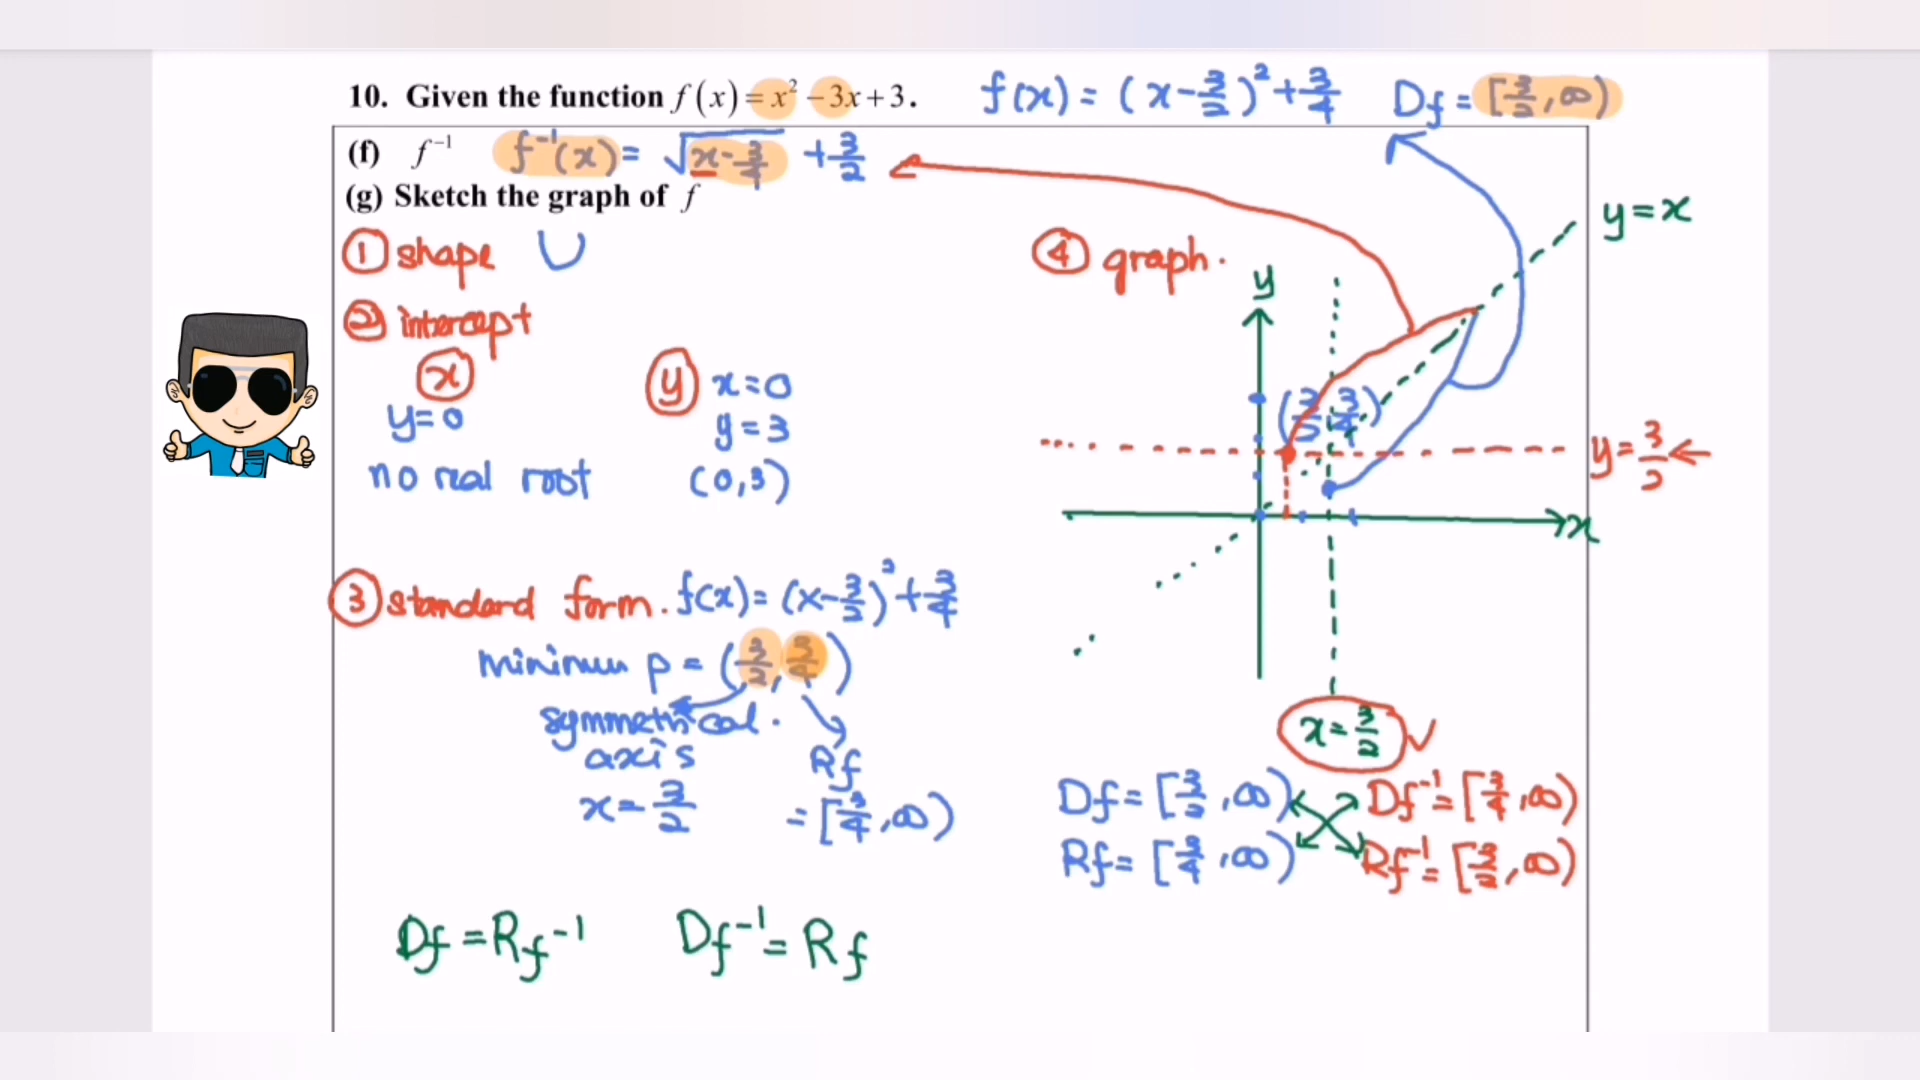 10. Given the function f(x) = x² − 3x + 3. f(x) = (x − 3/2)² + 3/4 Df = [3/2, ∞)
(f) f⁻¹ f⁻¹(x) = √(x − 3/4) + 3/2
(g) Sketch the graph of f
① shape ∪
② intercept
ⓧ
y = 0
no real root
ⓨ x = 0
y = 3
(0,3)
③ standard form. f(x) = (x − 3/2)² + 3/4
minimum p = (3/2, 3/4)
symmetrical axis
x = 3/2
Rf
= [3/4, ∞)
Df = Rf⁻¹ Df⁻¹ = Rf
④ graph.
y
y = x
(3/2, 3/4)
y = 3/2
x
x = 3/2 ✓
Df = [3/2, ∞) Df⁻¹ = [3/4, ∞)
Rf = [3/4, ∞) Rf⁻¹ = [3/2, ∞)